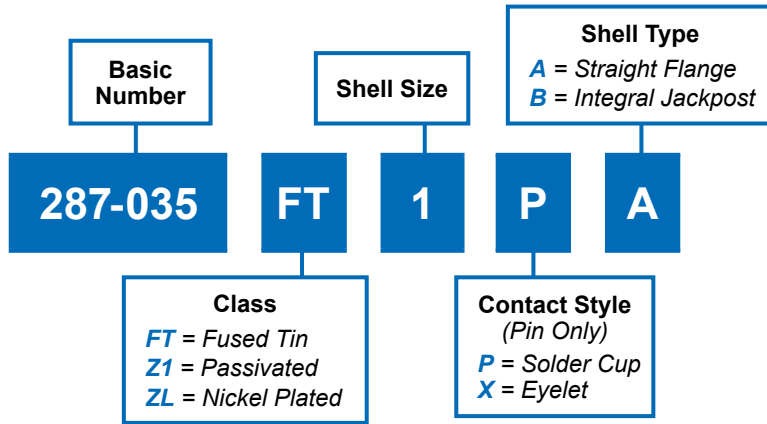 Shell Type
A = Straight Flange
B = Integral Jackpost
Basic
Number
Shell Size
287-035 FT 1 P A
Class
FT = Fused Tin
Z1 = Passivated
ZL = Nickel Plated
Contact Style
(Pin Only)
P = Solder Cup
X = Eyelet